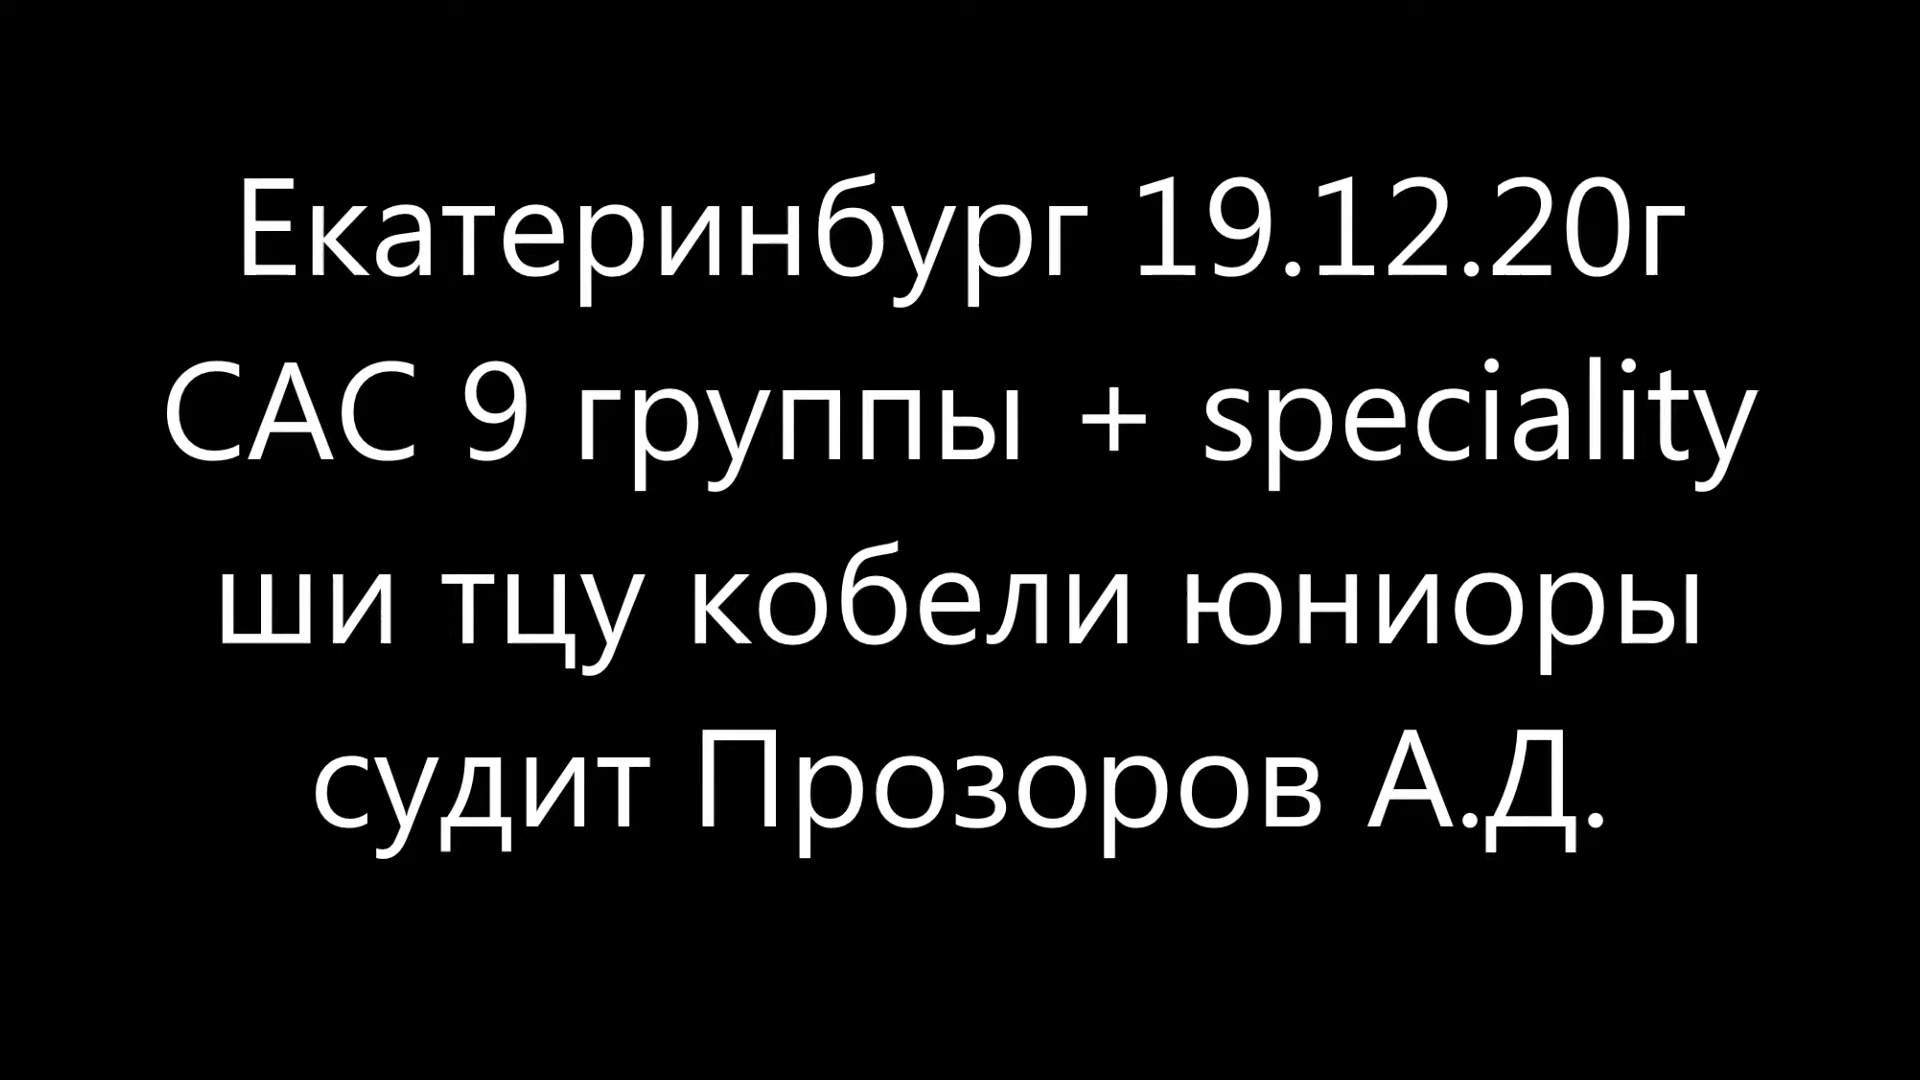 Екатеринбург 19.12.20г
САС 9 группы + speciality
ши тцу кобели юниоры
судит Прозоров А.Д.